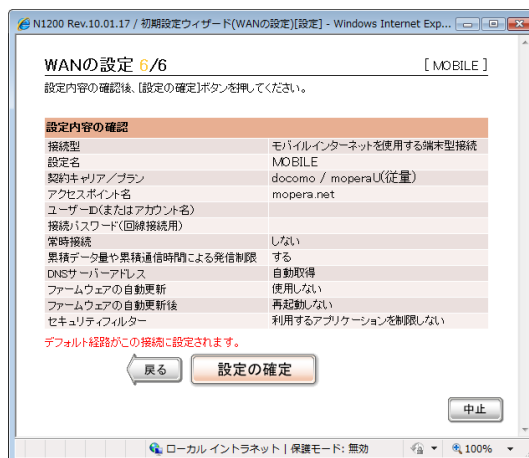 N1200 Rev.10.01.17 / 初期設定ウィザード(WANの設定)[設定] - Windows Internet Exp...
WANの設定 6/6 [ MOBILE ]
設定内容の確認後、[設定の確定]ボタンを押してください。
設定内容の確認
接続型 モバイルインターネットを使用する端末型接続
設定名 MOBILE
契約キャリア/プラン docomo / moperaU(従量)
アクセスポイント名 mopera.net
ユーザーID(またはアカウント名)
接続パスワード(回線接続用)
常時接続 しない
累積データ量や累積通信時間による発信制限 する
DNSサーバーアドレス 自動取得
ファームウェアの自動更新 使用しない
ファームウェアの自動更新後 再起動しない
セキュリティフィルター 利用するアプリケーションを制限しない
デフォルト経路がこの接続に設定されます。
戻る 設定の確定
中止
ローカル イントラネット | 保護モード: 無効 100%